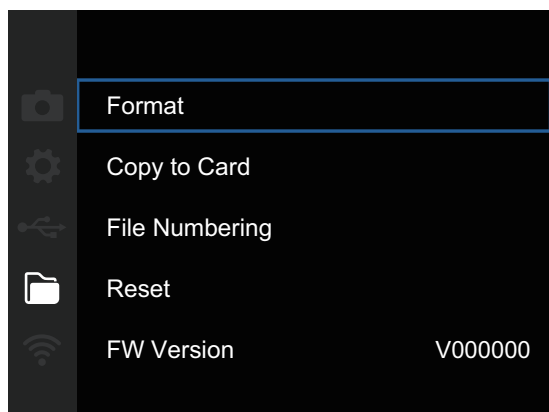 Format
Copy to Card
File Numbering
Reset
FW Version V000000